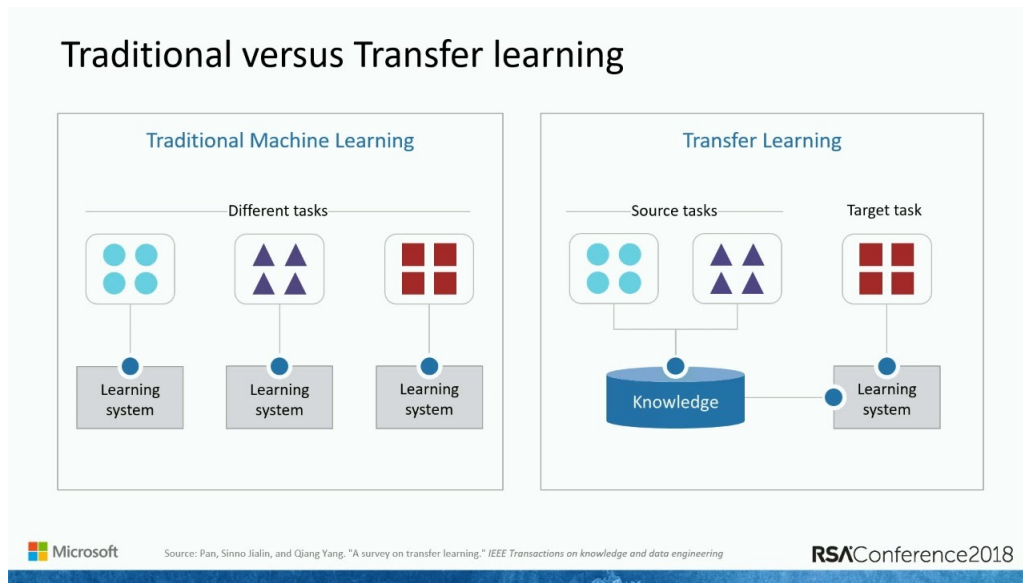 Traditional versus Transfer learning
Traditional Machine Learning
Different tasks
Learning
system
Learning
system
Learning
system
Transfer Learning
Source tasks
Target task
Knowledge
Learning
system
Microsoft
Source: Pan, Sinno Jialin, and Qiang Yang. "A survey on transfer learning." IEEE Transactions on knowledge and data engineering
RSAConference2018